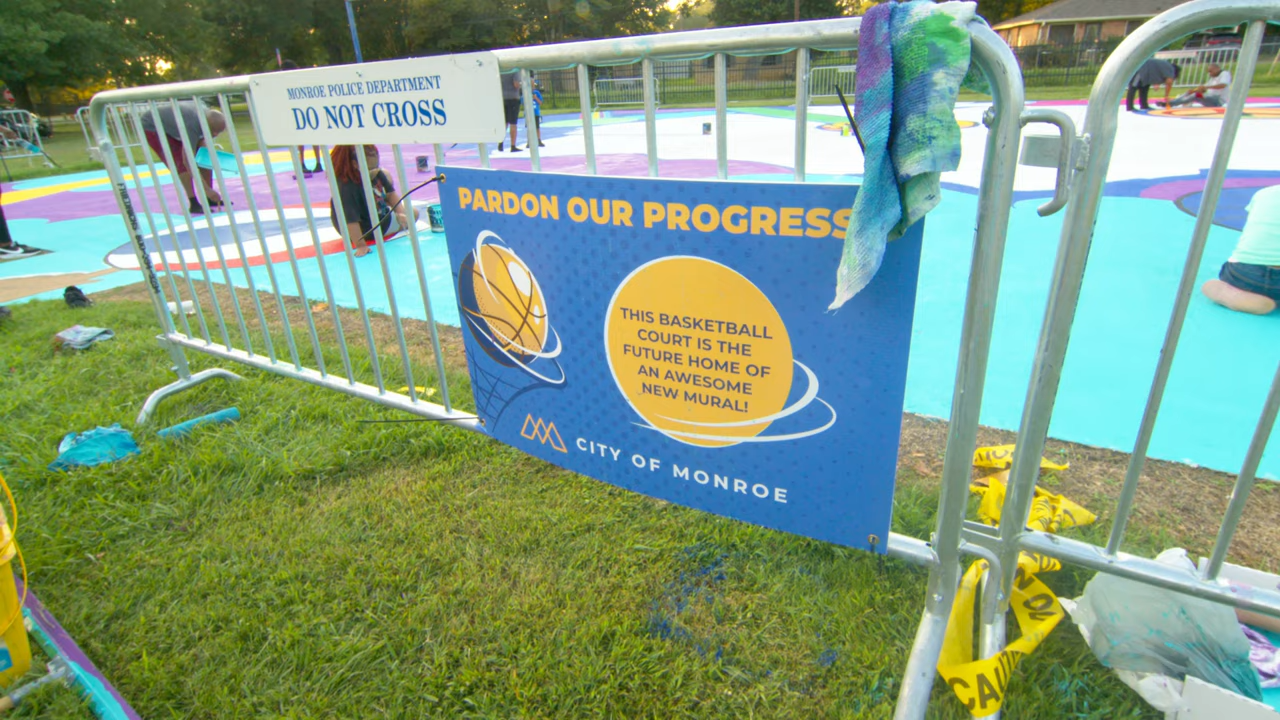 MONROE POLICE DEPARTMENT
DO NOT CROSS
PARDON OUR PROGRESS
THIS BASKETBALL
COURT IS THE
FUTURE HOME OF
AN AWESOME
NEW MURAL!
CITY OF MONROE